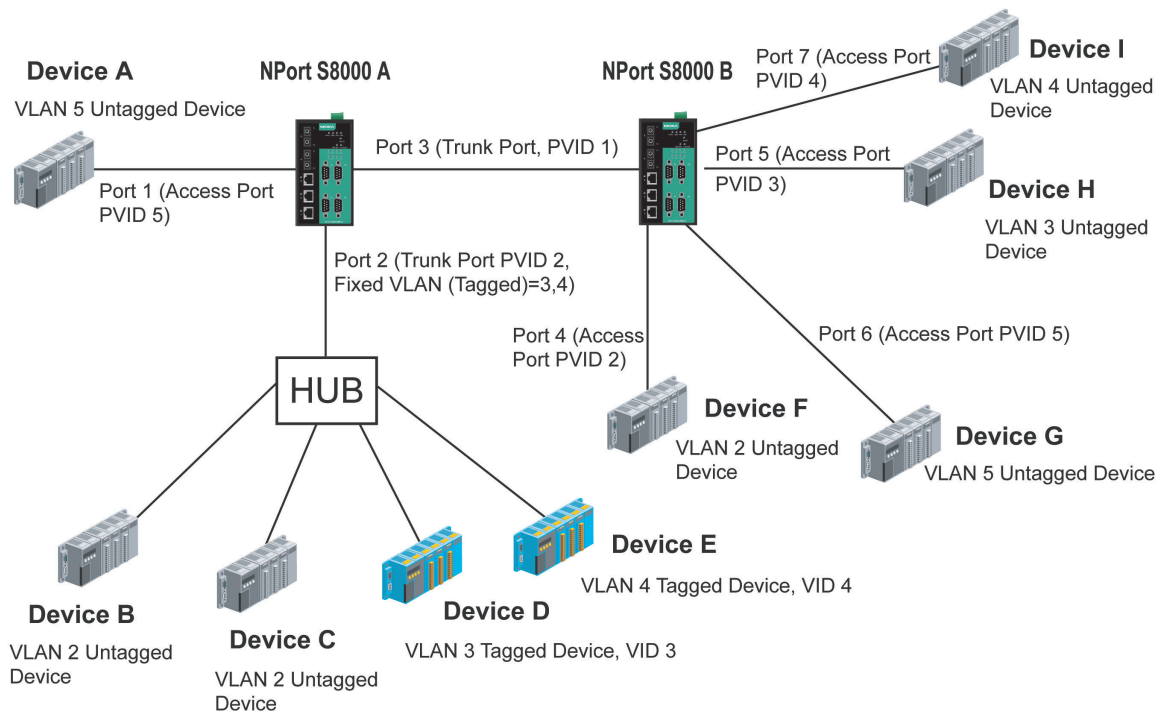 Device A
VLAN 5 Untagged Device
NPort S8000 A
NPort S8000 B
Port 7 (Access Port
PVID 4)
Device I
VLAN 4 Untagged
Device
Port 1 (Access Port
PVID 5)
Port 3 (Trunk Port, PVID 1)
Port 5 (Access Port
PVID 3)
Device H
VLAN 3 Untagged
Device
Port 2 (Trunk Port PVID 2,
Fixed VLAN (Tagged)=3,4)
Port 4 (Access
Port PVID 2)
Port 6 (Access Port PVID 5)
HUB
Device F
VLAN 2 Untagged
Device
Device G
VLAN 5 Untagged Device
Device B
VLAN 2 Untagged
Device
Device C
VLAN 2 Untagged
Device
Device D
VLAN 3 Tagged Device, VID 3
Device E
VLAN 4 Tagged Device, VID 4